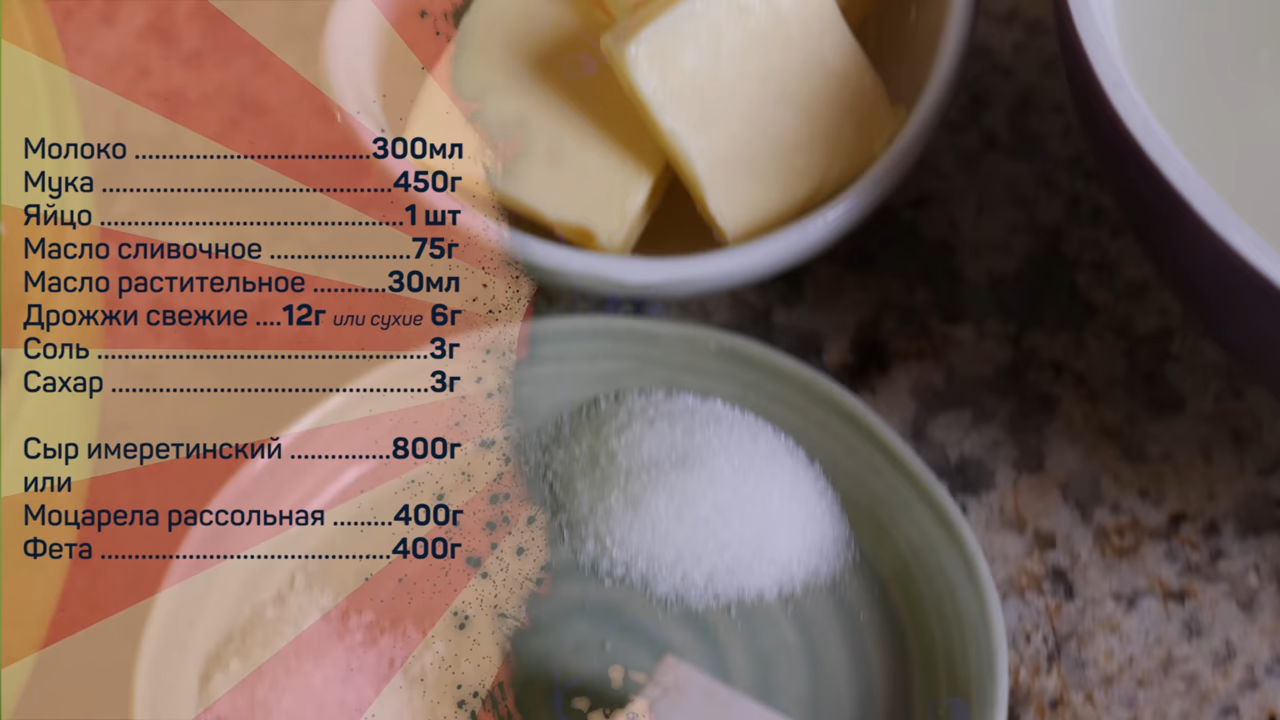 Молоко ....................................300мл
Мука ............................................450г
Яйцо ..............................................1 шт
Масло сливочное .....................75г
Масло растительное ...........30мл
Дрожжи свежие ....12г или сухие 6г
Соль ..................................................3г
Сахар ................................................3г
Сыр имеретинский ...............800г
или
Моцарела рассольная .........400г
Фета ............................................400г